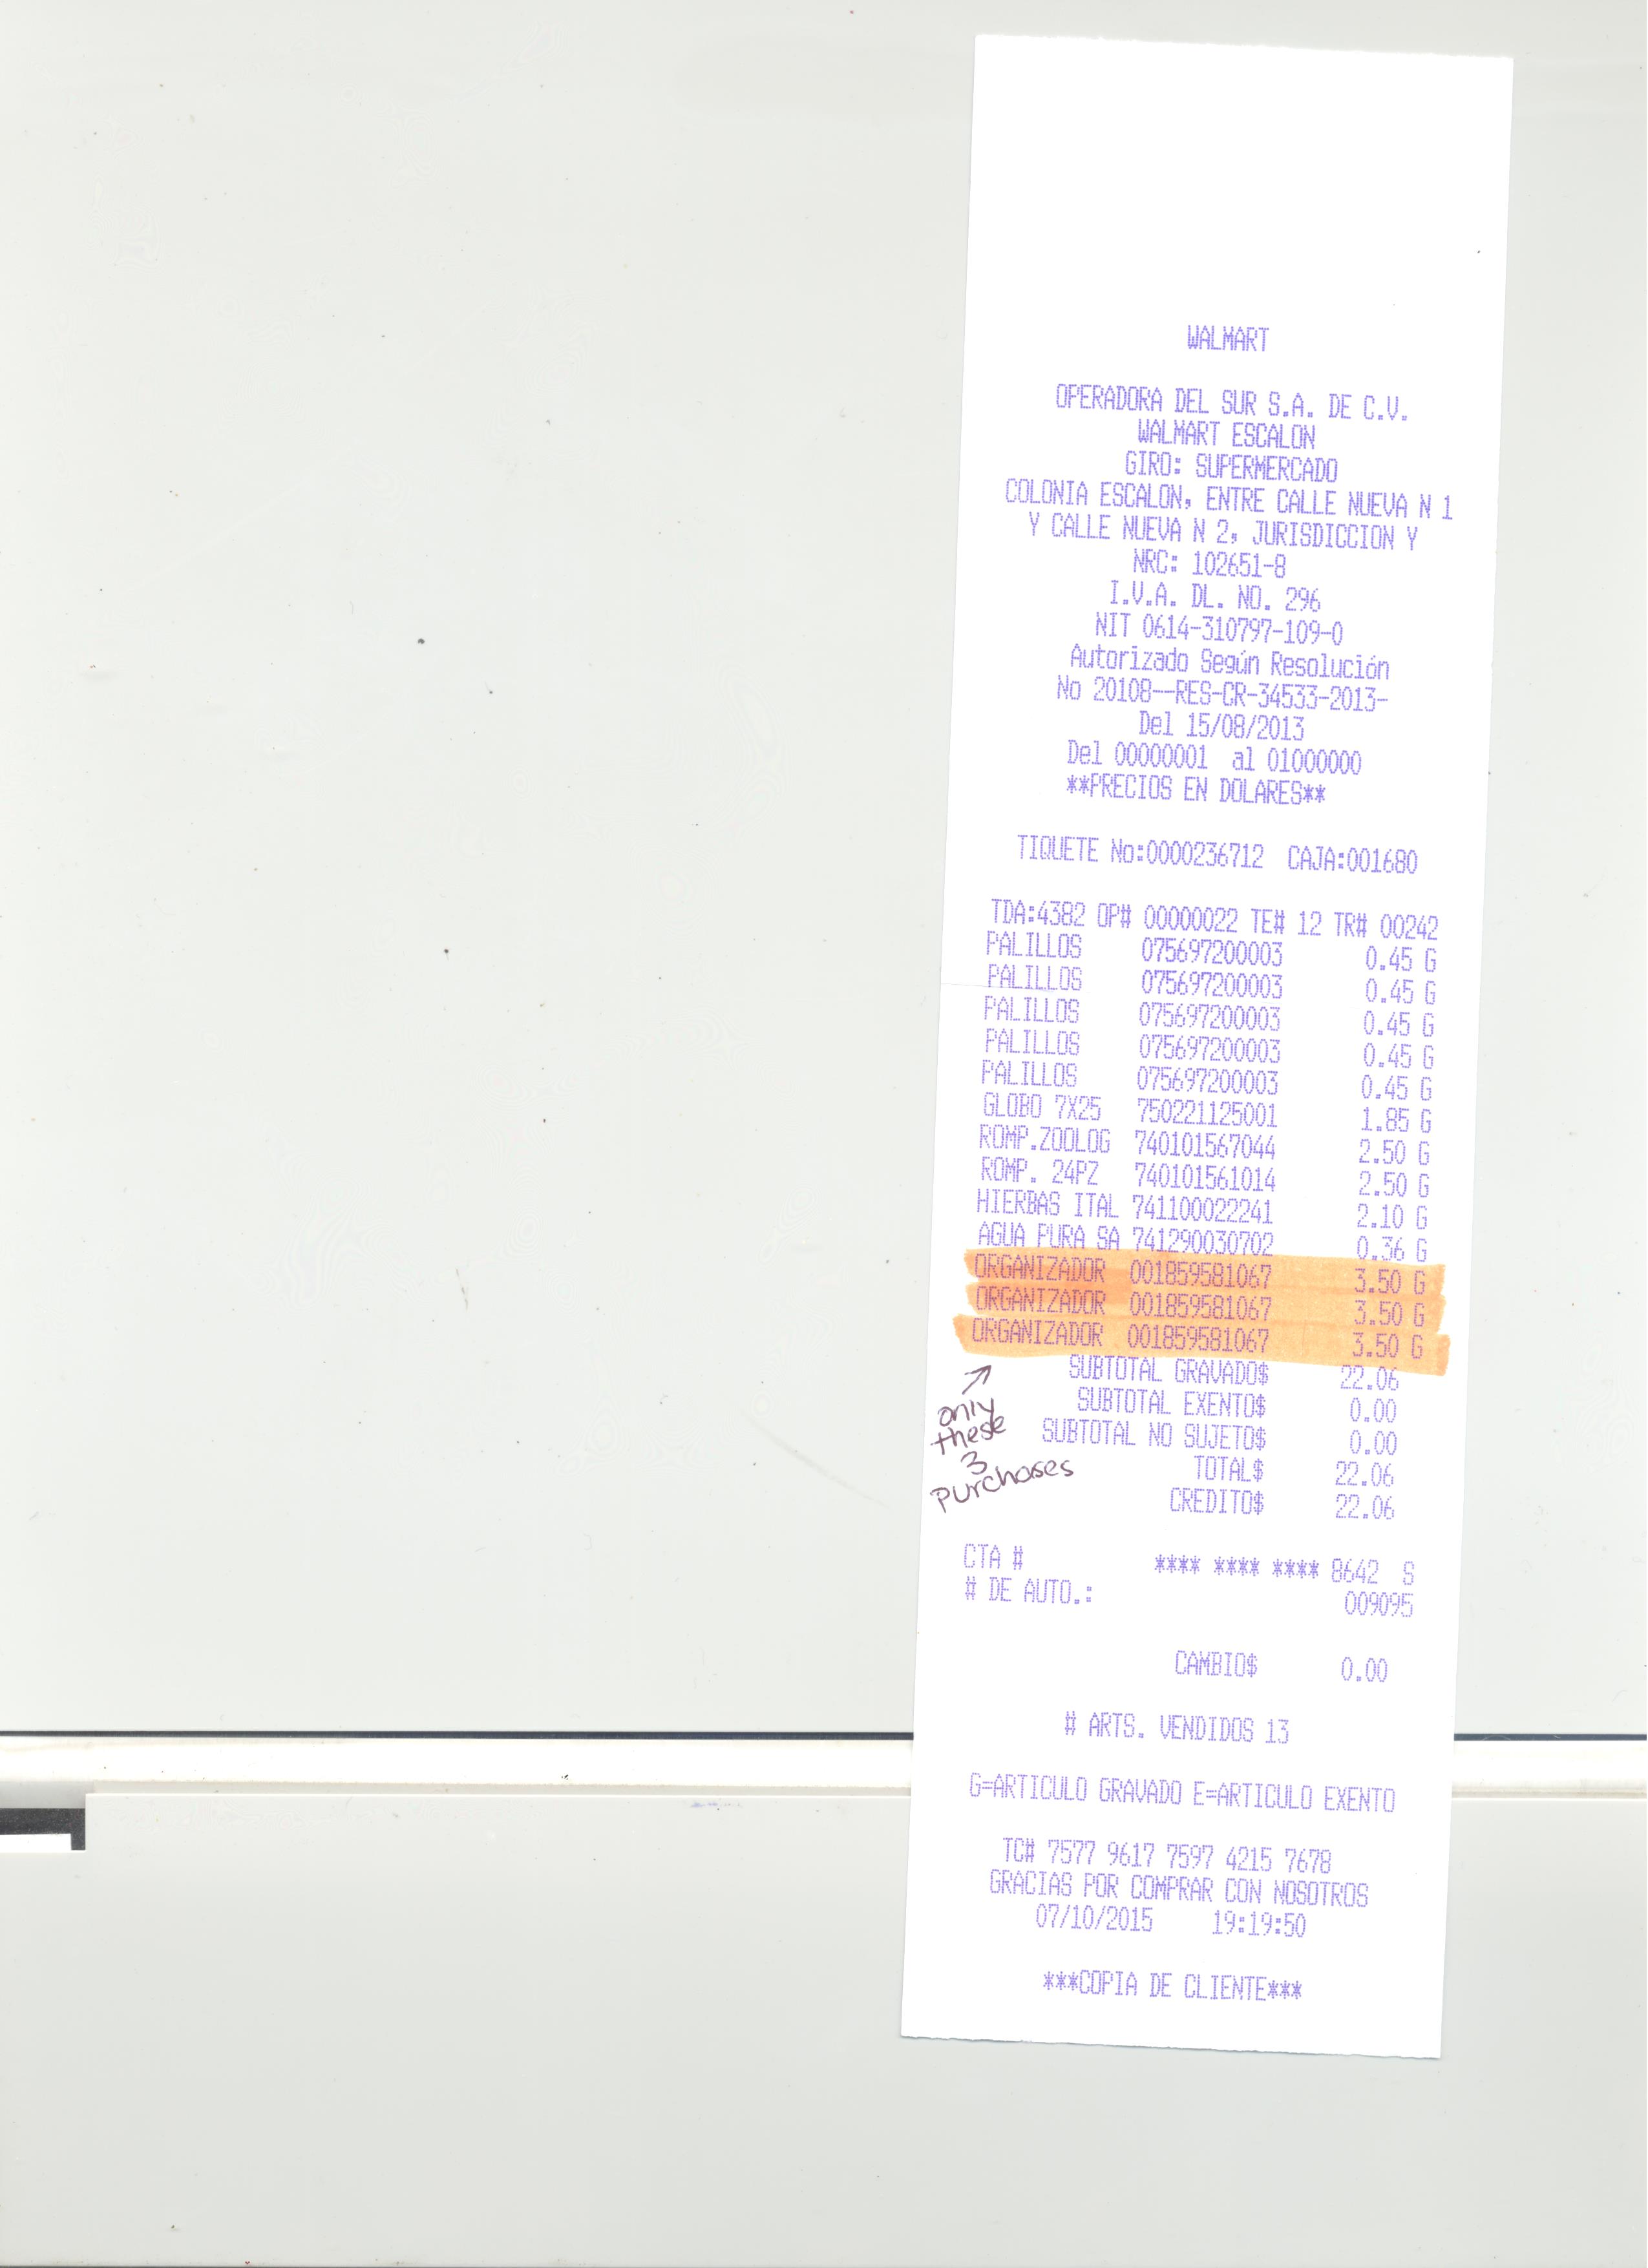 WALMART
OPERADORA DEL SUR S.A. DE C.V.
WALMART ESCALON
GIRO: SUPERMERCADO
COLONIA ESCALON, ENTRE CALLE NUEVA N 1
Y CALLE NUEVA N 2, JURISDICCION Y
NRC: 102651-8
I.V.A. DL. NO. 296
NIT 0614-310797-109-0
Autorizado Según Resolución
No 20108--RES-CR-34533-2013-
Del 15/08/2013
Del 00000001 al 01000000
**PRECIOS EN DOLARES**
TIQUETE No:0000236712 CAJA:001680
TDA:4382 OP# 00000022 TE# 12 TR# 00242
PALILLOS 075697200003 0.45 G
PALILLOS 075697200003 0.45 G
PALILLOS 075697200003 0.45 G
PALILLOS 075697200003 0.45 G
PALILLOS 075697200003 0.45 G
GLOBO 7X25 750221125001 1.85 G
ROMP.ZOOLOG 740101567044 2.50 G
ROMP. 24PZ 740101561014 2.50 G
HIERBAS ITAL 741100022241 2.10 G
AGUA PURA SA 741290030702 0.36 G
ORGANIZADOR 001859581067 3.50 G
ORGANIZADOR 001859581067 3.50 G
ORGANIZADOR 001859581067 3.50 G
SUBTOTAL GRAVADO$ 22.06
SUBTOTAL EXENTO$ 0.00
SUBTOTAL NO SUJETO$ 0.00
TOTAL$ 22.06
CREDITO$ 22.06
only
these
3
purchases
CTA # **** **** **** 8642 S
# DE AUTO.: 009095
CAMBIO$ 0.00
# ARTS. VENDIDOS 13
G=ARTICULO GRAVADO E=ARTICULO EXENTO
TC# 7577 9617 7597 4215 7678
GRACIAS POR COMPRAR CON NOSOTROS
07/10/2015 19:19:50
***COPIA DE CLIENTE***